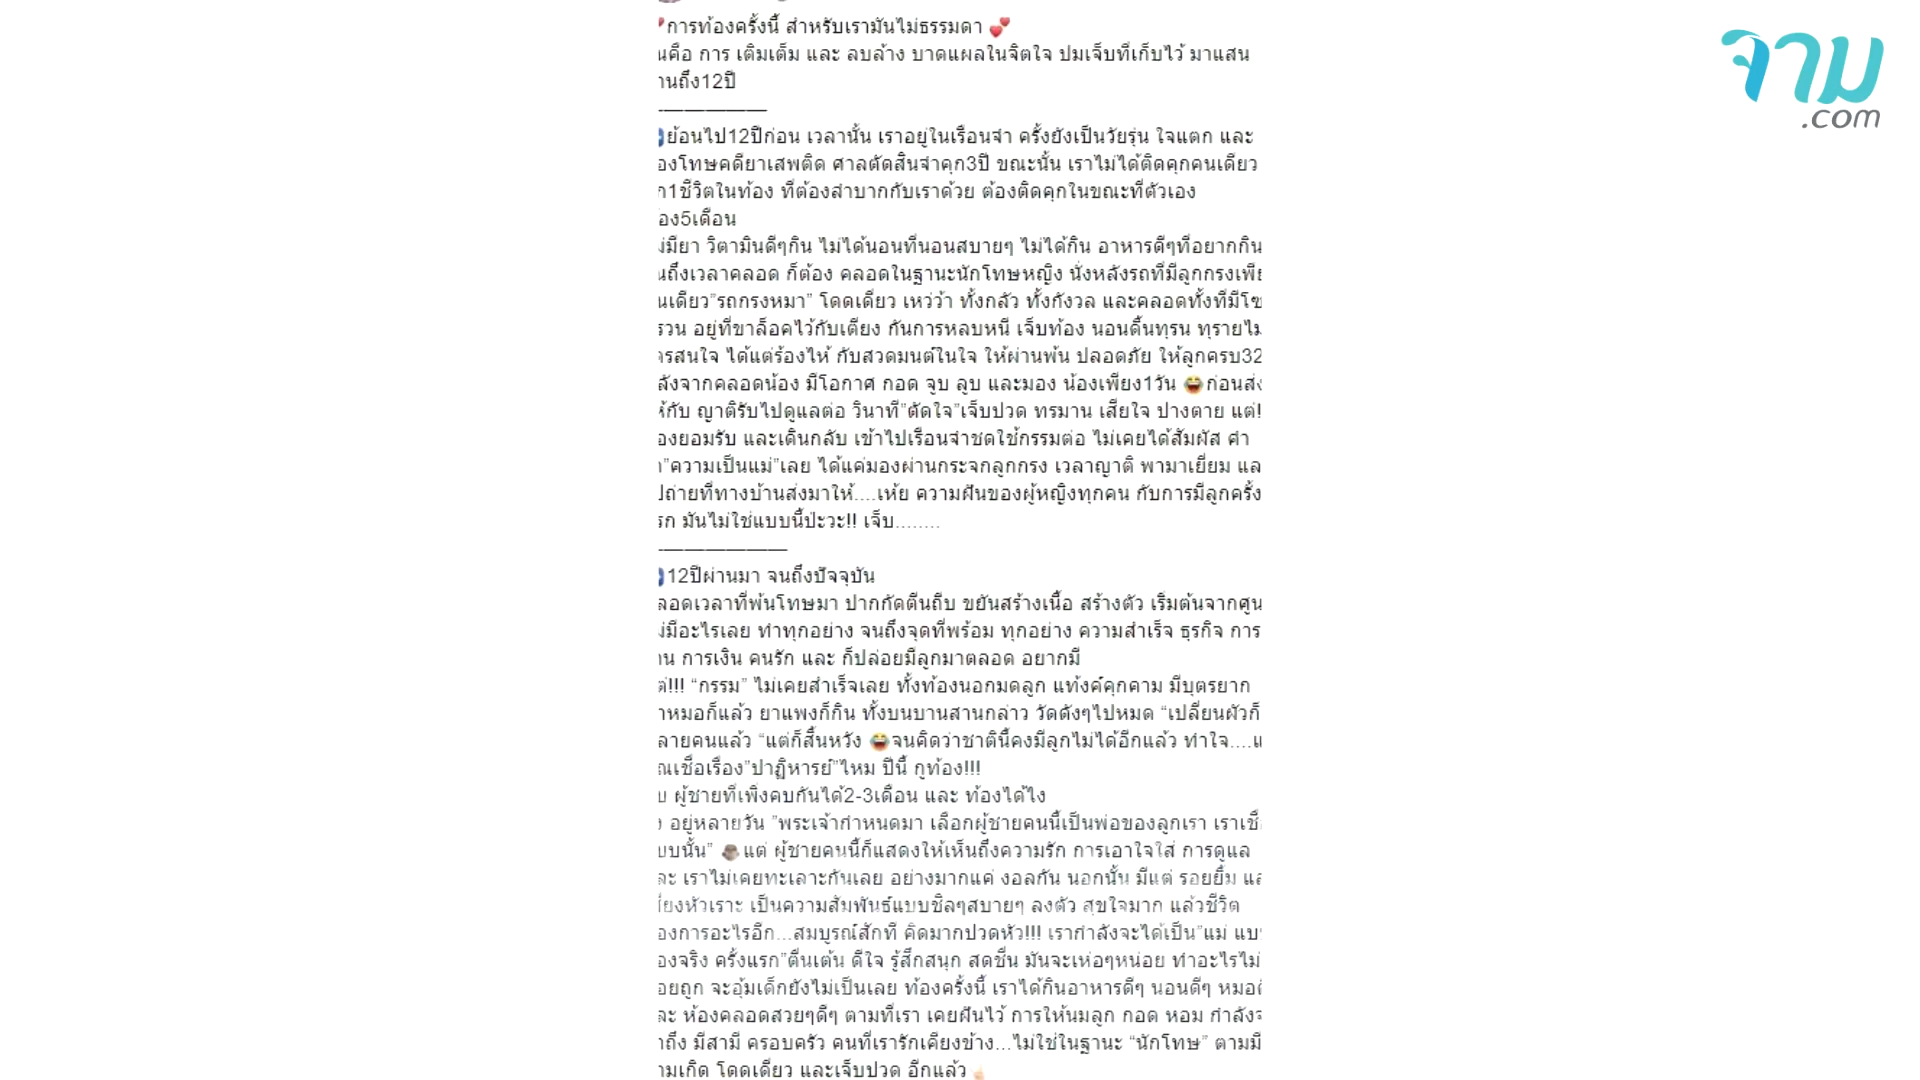 การท้องครั้งนี้ สำหรับเรามันไม่ธรรมดา 💕
นคือ การ เติมเต็ม และ ลบล้าง บาดแผลในจิตใจ ปมเจ็บที่เก็บไว้ มาแสน
านถึง12ปี
ย้อนไป12ปีก่อน เวลานั้น เราอยู่ในเรือนจำ ครั้งยังเป็นวัยรุ่น ใจแตก และ
องโทษคดียาเสพติด ศาลตัดสินจำคุก3ปี ขณะนั้น เราไม่ได้ติดคุกคนเดียว
ก1ชีวิตในท้อง ที่ต้องลำบากกับเราด้วย ต้องติดคุกในขณะที่ตัวเอง
อง5เดือน
ม่มียา วิตามินดีๆกิน ไม่ได้นอนที่นอนสบายๆ ไม่ได้กิน อาหารดีๆที่อยากกิน
นถึงเวลาคลอด ก็ต้อง คลอดในฐานะนักโทษหญิง นั่งหลังรถที่มีลูกกรงเพีย
นเดียว”รถกรงหมา” โดดเดี่ยว เหว่ว้า ทั้งกลัว ทั้งกังวล และคลอดทั้งที่มีโซ
รวน อยู่ที่ขาล็อคไว้กับเตียง กันการหลบหนี เจ็บท้อง นอนดิ้นทุรน ทุรายไม
ครสนใจ ได้แต่ร้องไห้ กับสวดมนต์ในใจ ให้ผ่านพ้น ปลอดภัย ให้ลูกครบ32
ลังจากคลอดน้อง มีโอกาศ กอด จูบ ลูบ และมอง น้องเพียง1วัน 😂ก่อนส่ง
ห้กับ ญาติรับไปดูแลต่อ วินาที”ตัดใจ”เจ็บปวด ทรมาน เสียใจ ปางตาย แต่!
องยอมรับ และเดินกลับ เข้าไปเรือนจำชดใช้กรรมต่อ ไม่เคยได้สัมผัส คำ
า”ความเป็นแม่”เลย ได้แค่มองผ่านกระจกลูกกรง เวลาญาติ พามาเยี่ยม แล
ปถ่ายที่ทางบ้านส่งมาให้....เห้ย ความฝันของผู้หญิงทุกคน กับการมีลูกครั้ง
รก มันไม่ใช่แบบนี้ป่ะวะ!! เจ็บ........
12ปีผ่านมา จนถึงปัจจุบัน
ลอดเวลาที่พ้นโทษมา ปากกัดตีนถีบ ขยันสร้างเนื้อ สร้างตัว เริ่มต้นจากศูน
ม่มีอะไรเลย ทำทุกอย่าง จนถึงจุดที่พร้อม ทุกอย่าง ความสำเร็จ ธุรกิจ การ
าน การเงิน คนรัก และ ก็ปล่อยมีลูกมาตลอด อยากมี
ต่!!! “กรรม” ไม่เคยสำเร็จเลย ทั้งท้องนอกมดลูก แท้งค์คุกคาม มีบุตรยาก
าหมอก็แล้ว ยาแพงก็กิน ทั้งบนบานสานกล่าว วัดดังๆไปหมด “เปลี่ยนผัวก็
ลายคนแล้ว “แต่ก็สิ้นหวัง 😂จนคิดว่าชาตินี้คงมีลูกไม่ได้อีกแล้ว ทำใจ....แ
ณเชื่อเรื่อง”ปาฏิหารย์”ไหม ปีนี้ กูท้อง!!!
บ ผู้ชายที่เพิ่งคบกันได้2-3เดือน และ ท้องได้ไง
ง อยู่หลายวัน ”พระเจ้ากำหนดมา เลือกผู้ชายคนนี้เป็นพ่อของลูกเรา เราเชื่
บบนั้น” แต่ ผู้ชายคนนี้ก็แสดงให้เห็นถึงความรัก การเอาใจใส่ การดูแล
ละ เราไม่เคยทะเลาะกันเลย อย่างมากแค่ งอลกัน นอกนั้น มีแต่ รอยยิ้ม แล
สียงหัวเราะ เป็นความสัมพันธ์แบบชิลๆสบายๆ ลงตัว สุขใจมาก แล้วชีวิต
องการอะไรอีก...สมบูรณ์สักที คิดมากปวดหัว!!! เรากำลังจะได้เป็น”แม่ แบบ
องจริง ครั้งแรก”ตื่นเต้น ดีใจ รู้สึกสนุก สดชื่น มันจะเห่อๆหน่อย ทำอะไรไม่
อยถูก จะอุ้มเด็กยังไม่เป็นเลย ท้องครั้งนี้ เราได้กินอาหารดีๆ นอนดีๆ หมอดี
ละ ห้องคลอดสวยๆดีๆ ตามที่เรา เคยฝันไว้ การให้นมลูก กอด หอม กำลังจ
าถึง มีสามี ครอบครัว คนที่เรารักเคียงข้าง...ไม่ใช่ในฐานะ “นักโทษ” ตามมี
ามเกิด โดดเดี่ยว และเจ็บปวด อีกแล้ว
จาม
.com